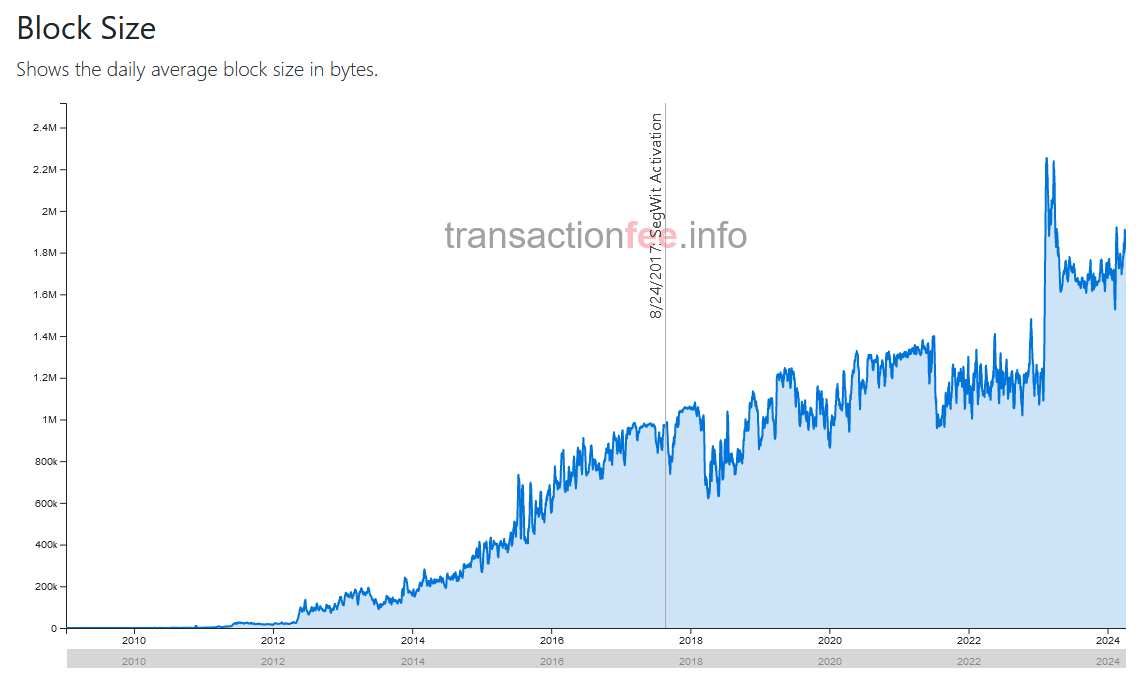 Block Size
Shows the daily average block size in bytes.
2.4M
2.2M
2M
1.8M
1.6M
1.4M
1.2M
1M
800k
600k
400k
200k
0
8/24/2017: SegWit Activation
transactionfee.info
2010 2012 2014 2016 2018 2020 2022 2024
2010 2012 2014 2016 2018 2020 2022 2024